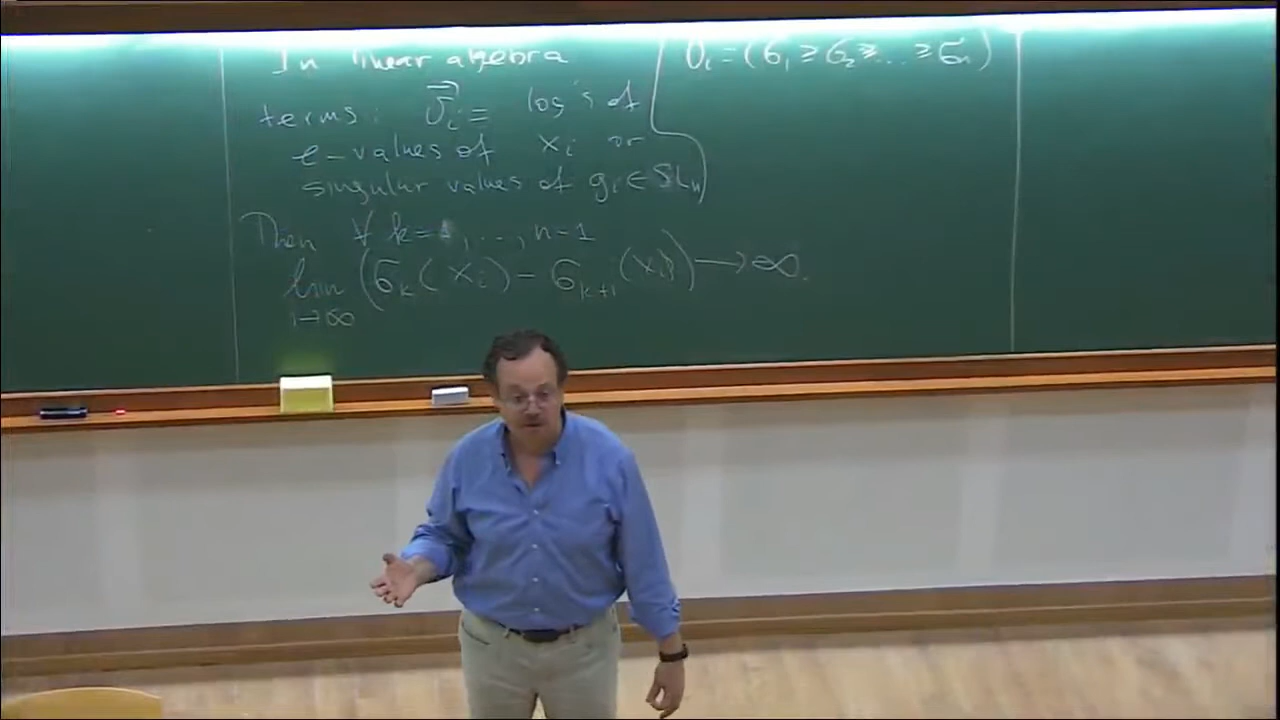 In linear algebra
terms: v⃗ᵢ ≡ log's of
e-values of xᵢ or
singular values of gᵢ ∈ SLₙ
Then ∀ k=1,...,n-1
lim (σₖ(xᵢ) - σₖ₊₁(xᵢ)) → ∞.
i→∞
vᵢ = (σ₁ ≥ σ₂ ≥ ... ≥ σₙ)